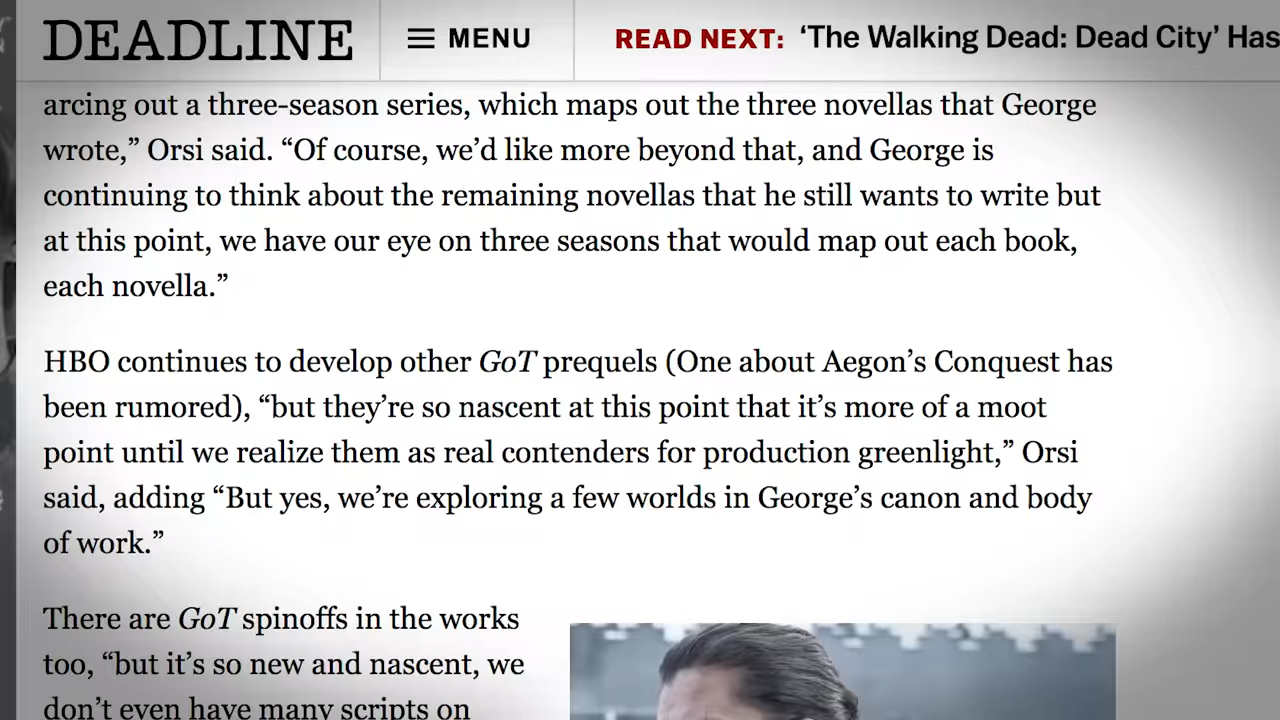 DEADLINE
MENU
READ NEXT: ‘The Walking Dead: Dead City’ Has
arcing out a three-season series, which maps out the three novellas that George
wrote,” Orsi said. “Of course, we’d like more beyond that, and George is
continuing to think about the remaining novellas that he still wants to write but
at this point, we have our eye on three seasons that would map out each book,
each novella.”
HBO continues to develop other GoT prequels (One about Aegon’s Conquest has
been rumored), “but they’re so nascent at this point that it’s more of a moot
point until we realize them as real contenders for production greenlight,” Orsi
said, adding “But yes, we’re exploring a few worlds in George’s canon and body
of work.”
There are GoT spinoffs in the works
too, “but it’s so new and nascent, we
don’t even have many scripts on